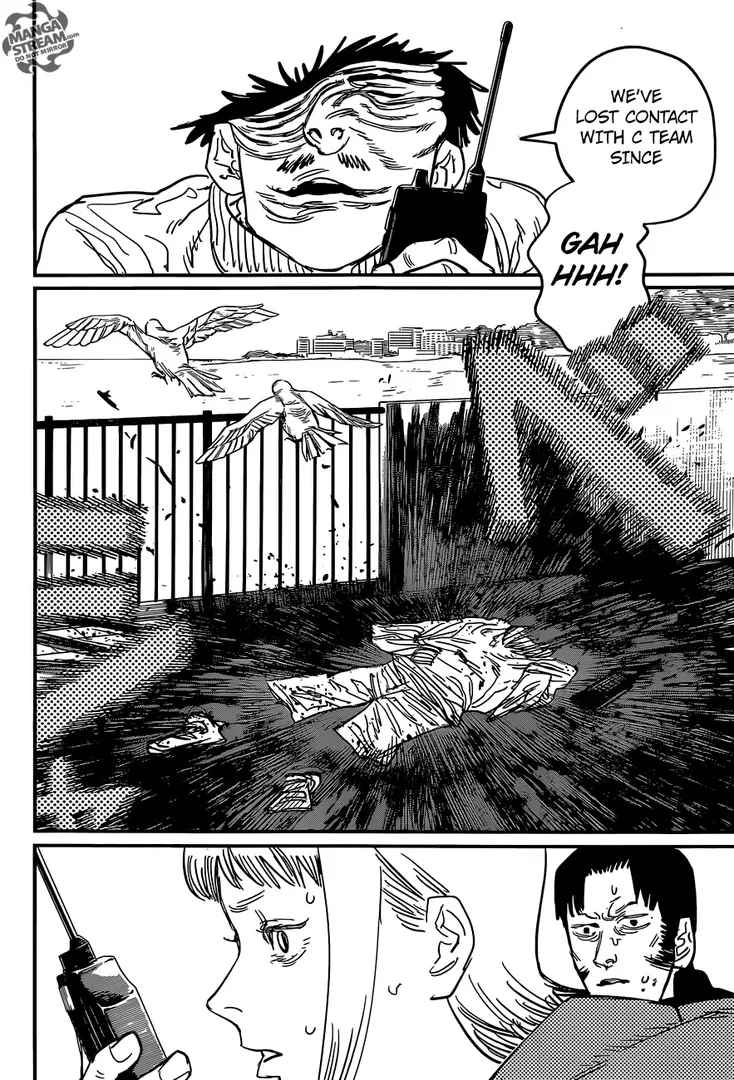 MANGA
STREAM.COM
DO NOT MIRROR
WE'VE
LOST CONTACT
WITH C TEAM
SINCE
GAH
HHH!